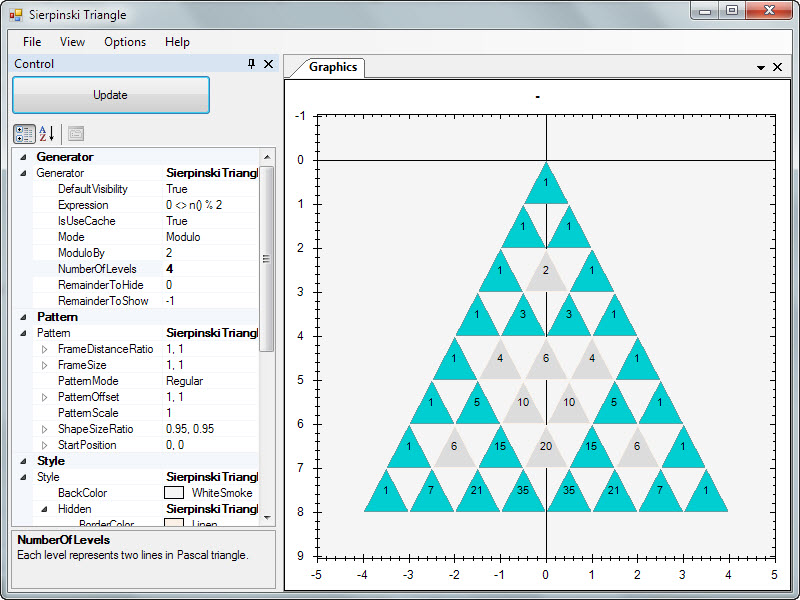 Sierpinski Triangle
File View Options Help
Control
Update
Generator
Generator Sierpinski Triangl
DefaultVisibility True
Expression 0 <> n() % 2
IsUseCache True
Mode Modulo
ModuloBy 2
NumberOfLevels 4
RemainderToHide 0
RemainderToShow -1
Pattern
Pattern Sierpinski Triangl
FrameDistanceRatio 1, 1
FrameSize 1, 1
PatternMode Regular
PatternOffset 1, 1
PatternScale 1
ShapeSizeRatio 0.95, 0.95
StartPosition 0, 0
Style
Style Sierpinski Triangl
BackColor WhiteSmoke
Hidden Sierpinski Triangl
BorderColor Linen
NumberOfLevels
Each level represents two lines in Pascal triangle.
Graphics
-
-1
0
1
1
1 1
2
1 2 1
3
1 3 3 1
4
1 4 6 4 1
5
1 5 10 10 5 1
6
1 6 15 20 15 6 1
7
1 7 21 35 35 21 7 1
8
9
-5 -4 -3 -2 -1 0 1 2 3 4 5